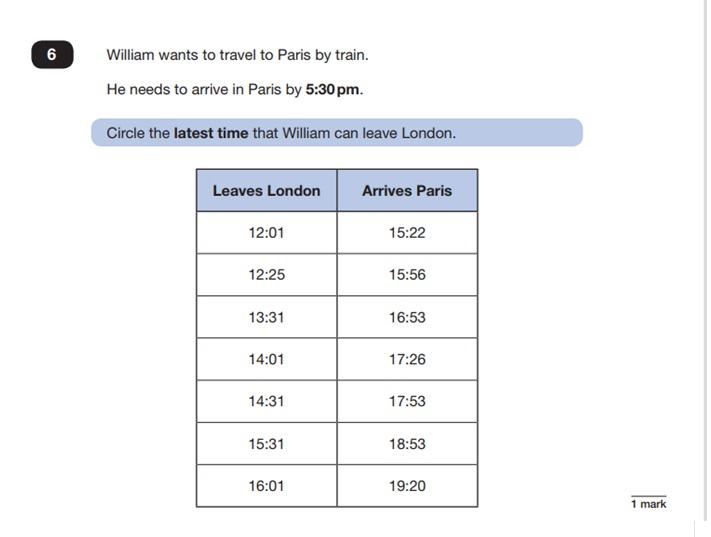 6
William wants to travel to Paris by train.
He needs to arrive in Paris by 5:30 pm.
Circle the latest time that William can leave London.
Leaves London Arrives Paris
12:01 15:22
12:25 15:56
13:31 16:53
14:01 17:26
14:31 17:53
15:31 18:53
16:01 19:20
1 mark